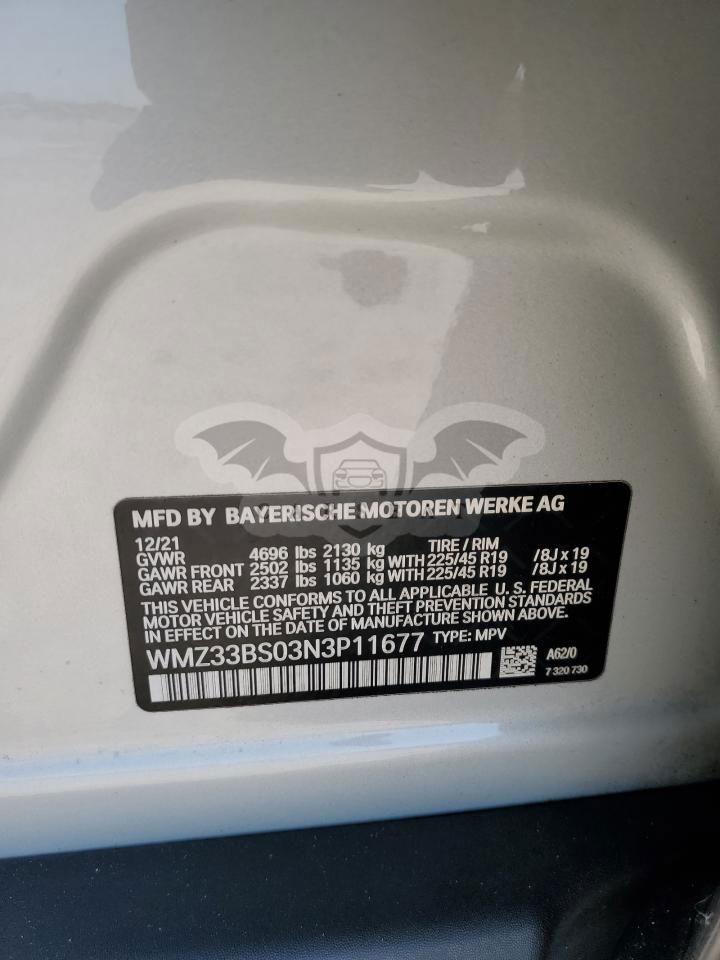 MFD BY BAYERISCHE MOTOREN WERKE AG
12/21 TIRE / RIM
GVWR 4696 lbs 2130 kg
GAWR FRONT 2502 lbs 1135 kg WITH 225/45 R19 /8J x 19
GAWR REAR 2337 lbs 1060 kg WITH 225/45 R19 /8J x 19
THIS VEHICLE CONFORMS TO ALL APPLICABLE U. S. FEDERAL
MOTOR VEHICLE SAFETY AND THEFT PREVENTION STANDARDS
IN EFFECT ON THE DATE OF MANUFACTURE SHOWN ABOVE.
WMZ33BS03N3P11677 TYPE: MPV
A62/0
7 320 730